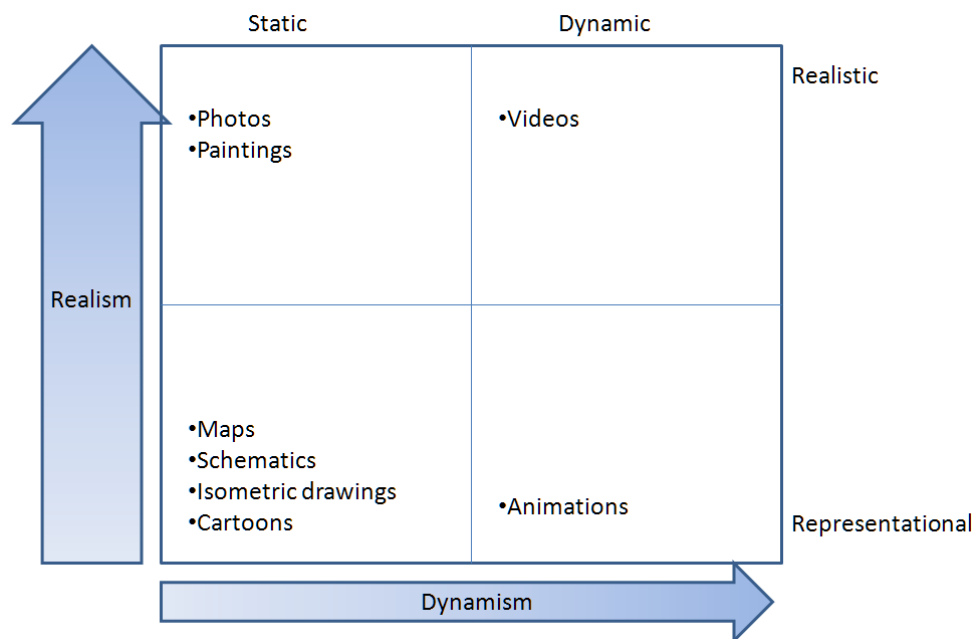 Static
Dynamic
Realistic
•Photos
•Paintings
•Videos
Realism
•Maps
•Schematics
•Isometric drawings
•Cartoons
•Animations
Representational
Dynamism